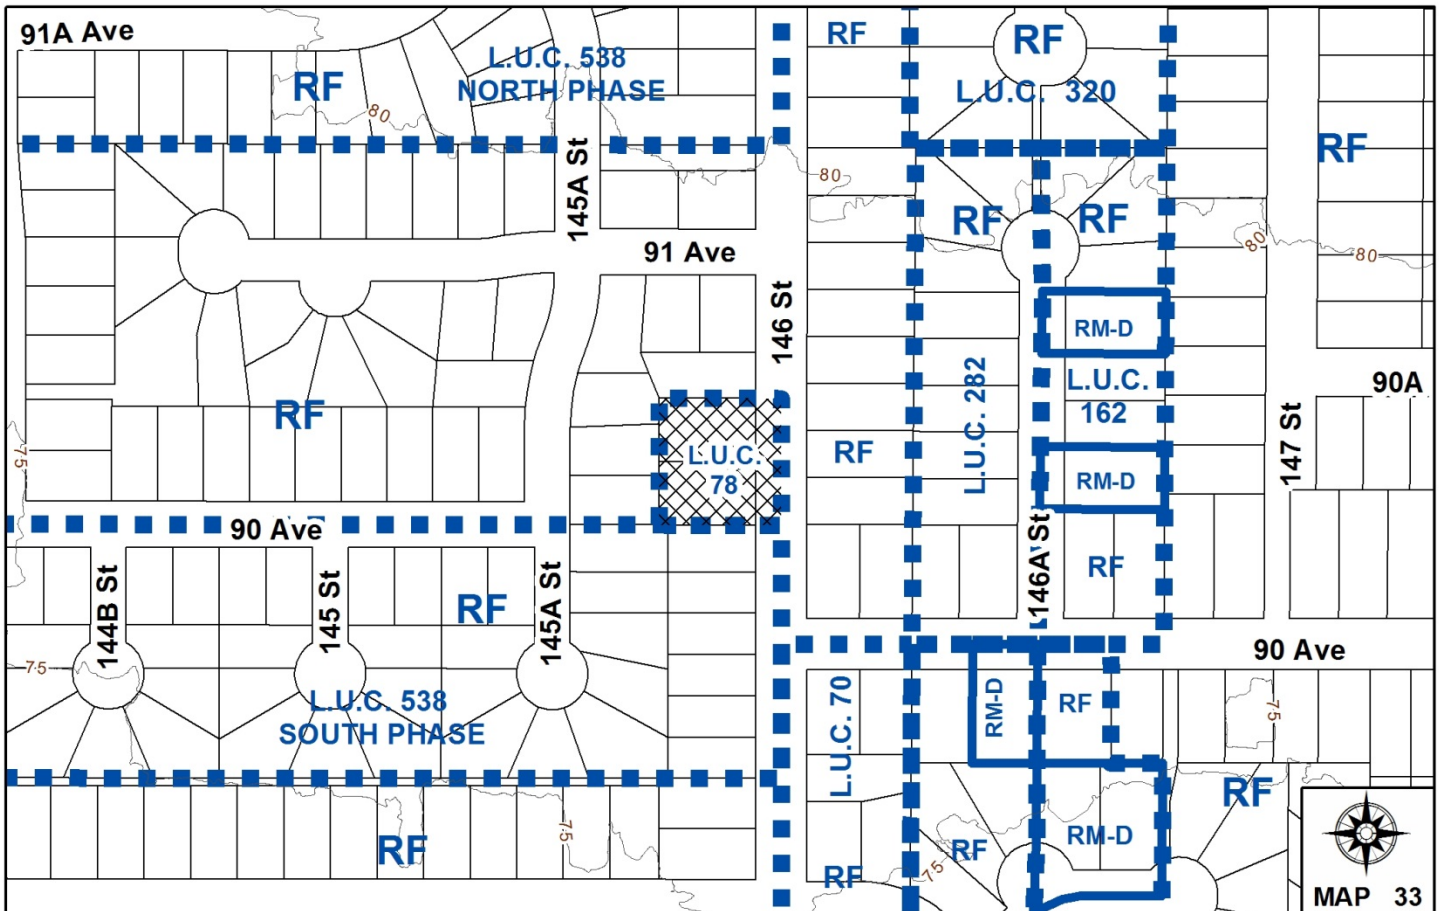 91A Ave
RF
L.U.C. 538
NORTH PHASE
80
145A St
RF
RF
L.U.C. 320
RF
80
RF
RF
80
80
91 Ave
146 St
RM-D
L.U.C. 282
L.U.C.
162
90A
147 St
RF
75
L.U.C.
78
RF
RM-D
90 Ave
146A St
RF
144B St
145 St
145A St
RF
90 Ave
75
L.U.C. 538
SOUTH PHASE
L.U.C. 70
RM-D
RF
75
RF
RF
75
RF
75
RF
RM-D
RF
MAP 33